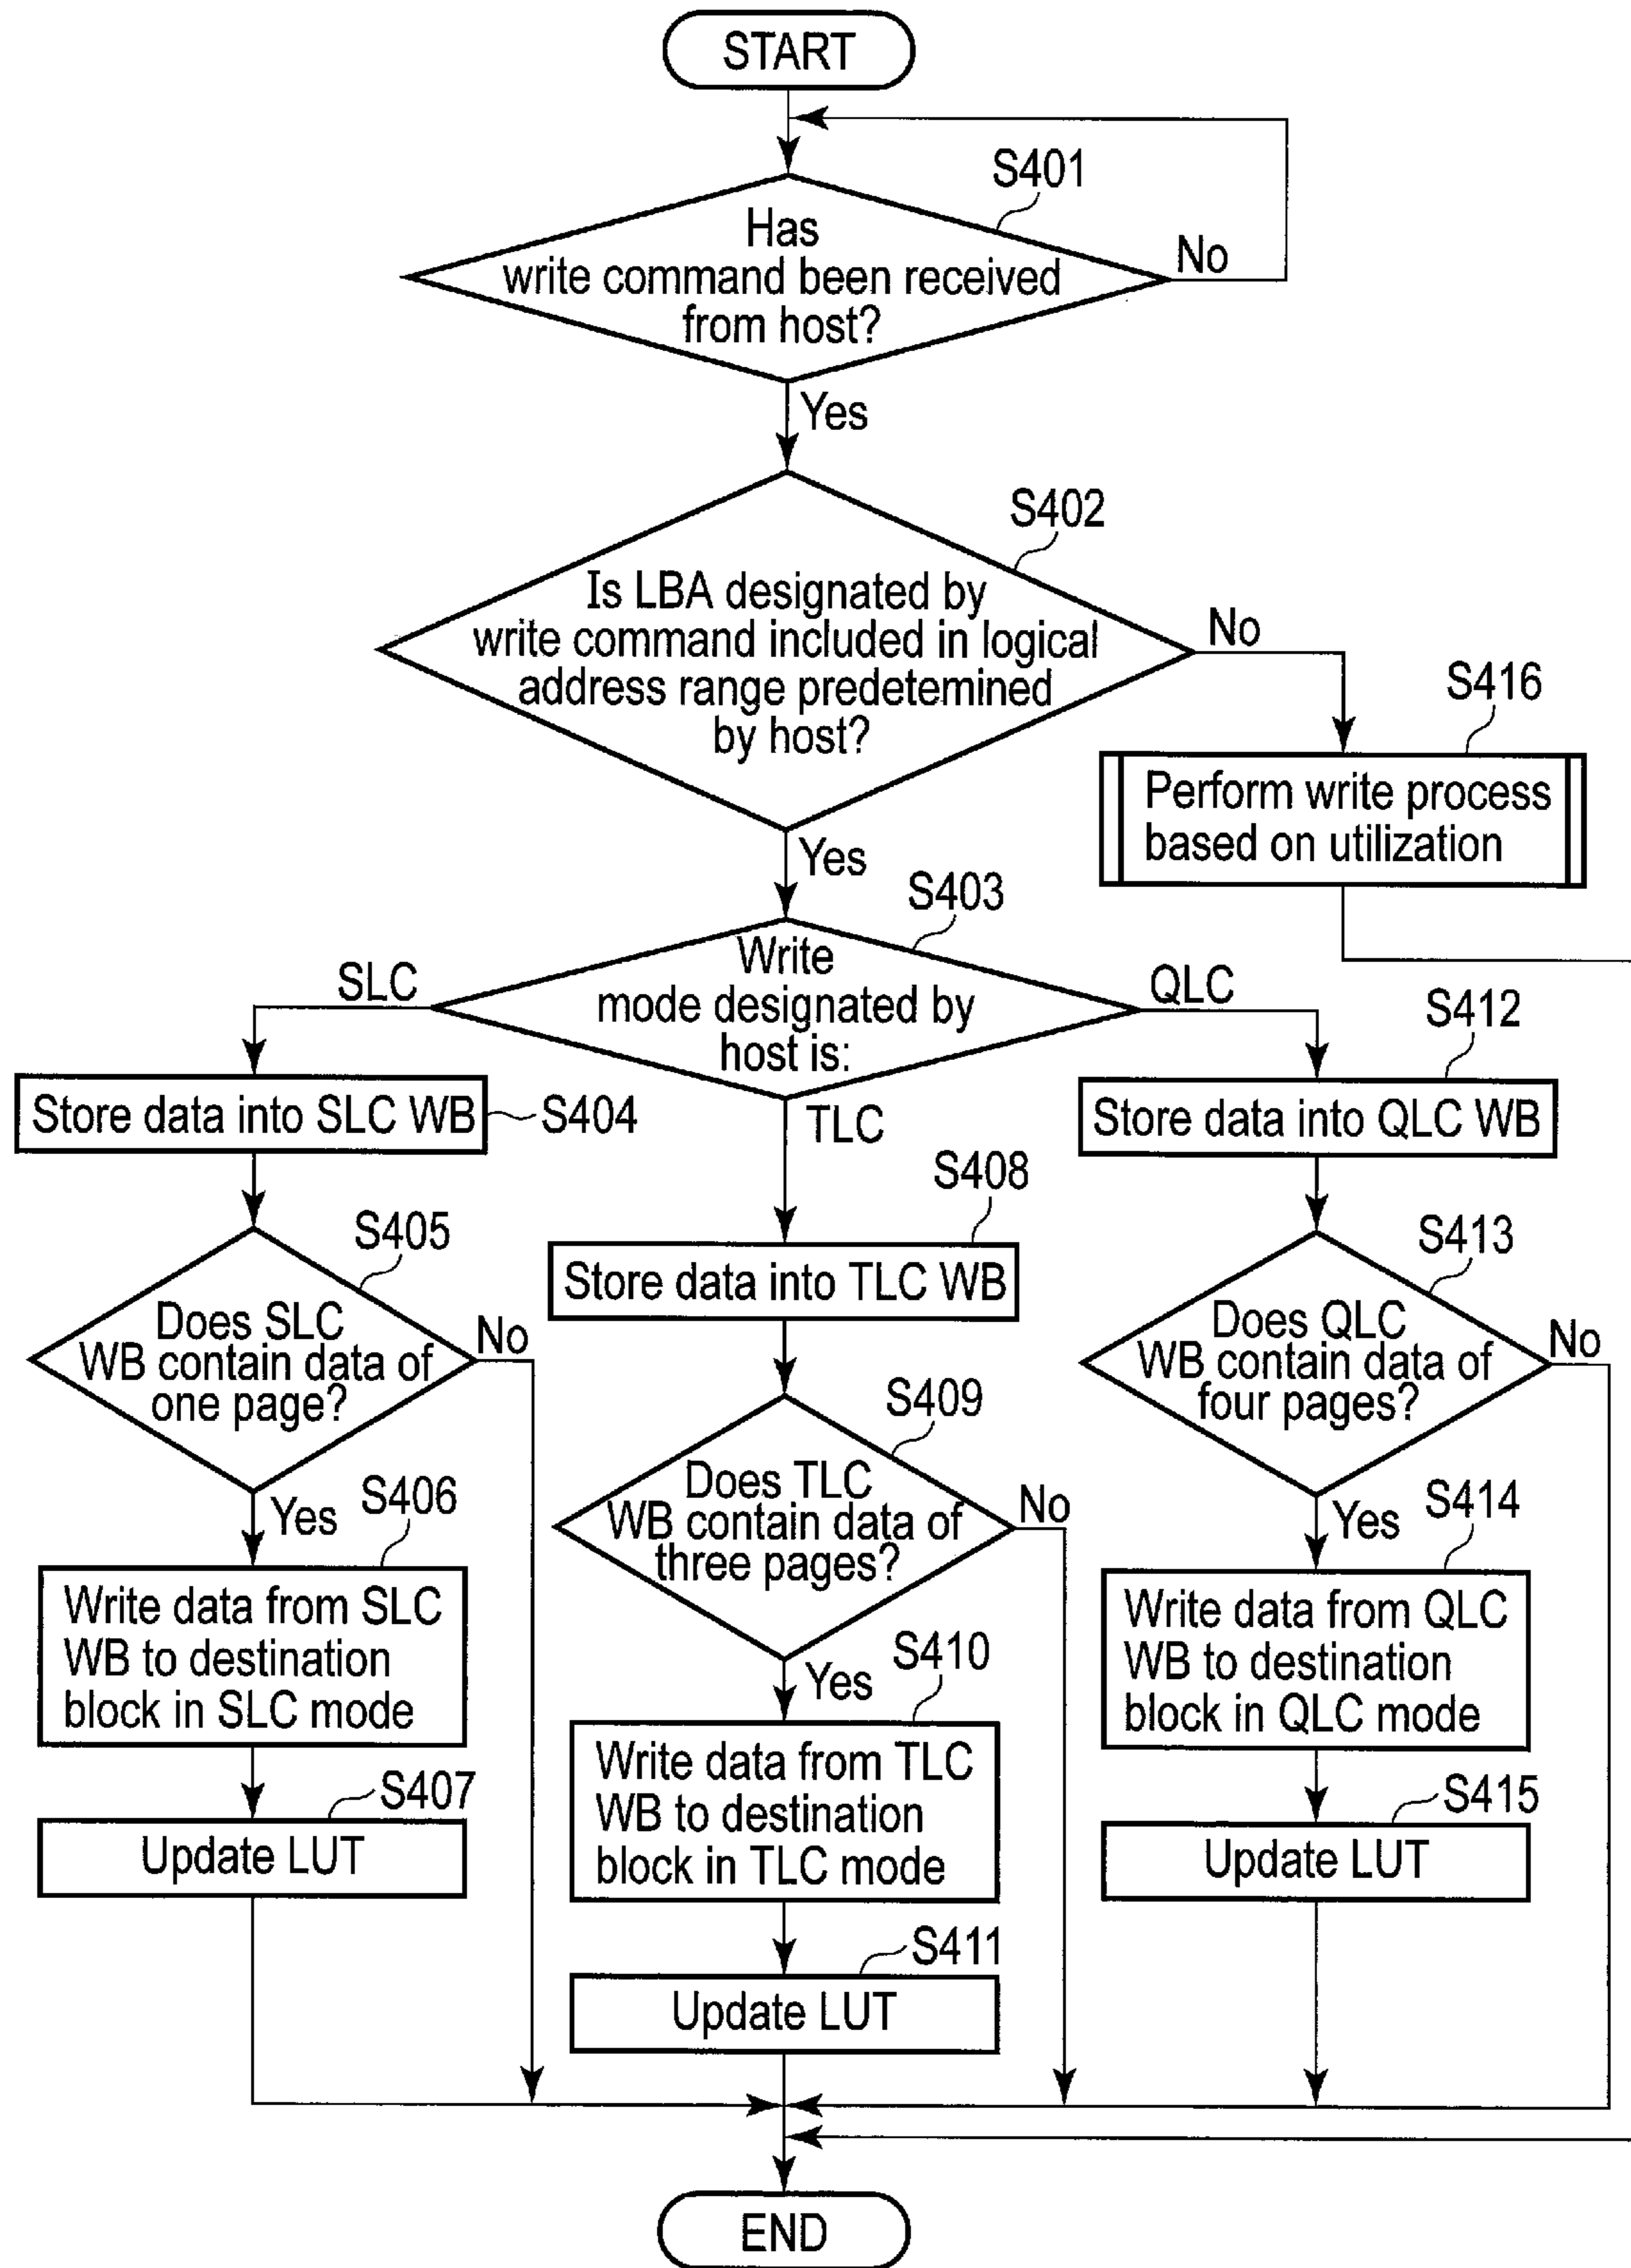 START
S401
Has
write command been received
from host?
No
Yes
S402
Is LBA designated by
write command included in logical
address range predetemined
by host?
No
S416
Perform write process
based on utilization
Yes
S403
Write
mode designated by
host is:
SLC
QLC
TLC
Store data into SLC WB
S404
S405
Does SLC
WB contain data of
one page?
No
Yes
S406
Write data from SLC
WB to destination
block in SLC mode
S407
Update LUT
S408
Store data into TLC WB
S409
Does TLC
WB contain data of
three pages?
No
Yes
S410
Write data from TLC
WB to destination
block in TLC mode
S411
Update LUT
S412
Store data into QLC WB
S413
Does QLC
WB contain data of
four pages?
No
Yes
S414
Write data from QLC
WB to destination
block in QLC mode
S415
Update LUT
END